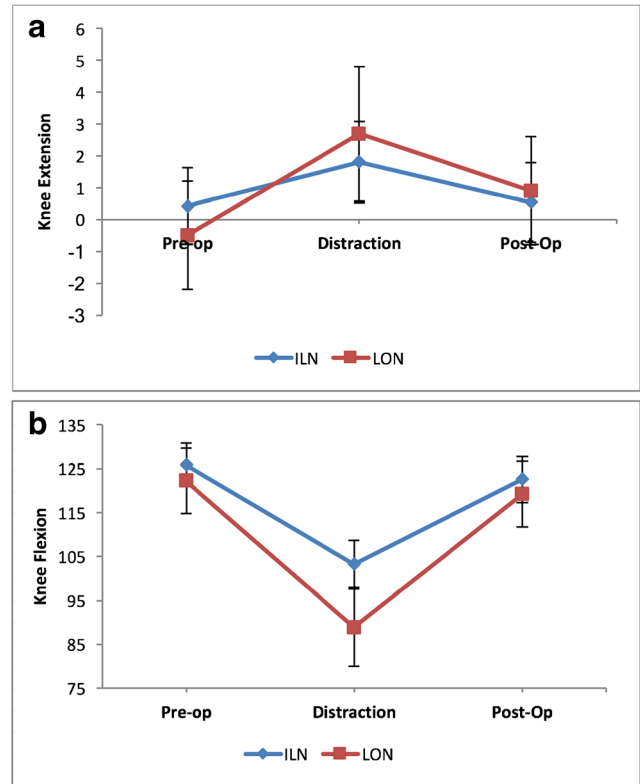 a
6
5
4
3
2
1
0
-1
-2
-3
Knee Extension
Pre-op Distraction Post-Op
ILN LON
b
135
125
115
105
95
85
75
Knee Flexion
Pre-op Distraction Post-Op
ILN LON